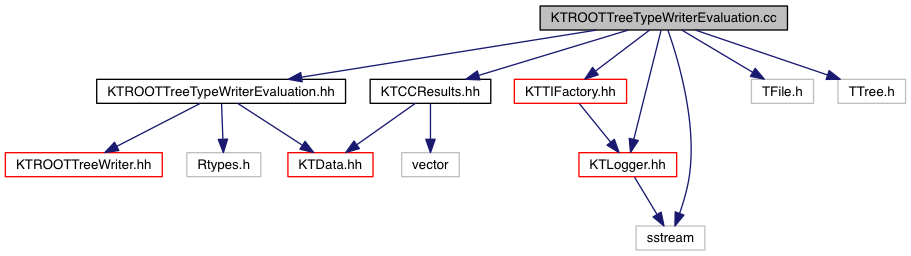 KTROOTTreeTypeWriterEvaluation.cc
KTROOTTreeTypeWriterEvaluation.hh
KTCCResults.hh
KTTIFactory.hh
TFile.h
TTree.h
KTROOTTreeWriter.hh
Rtypes.h
KTData.hh
vector
KTLogger.hh
sstream